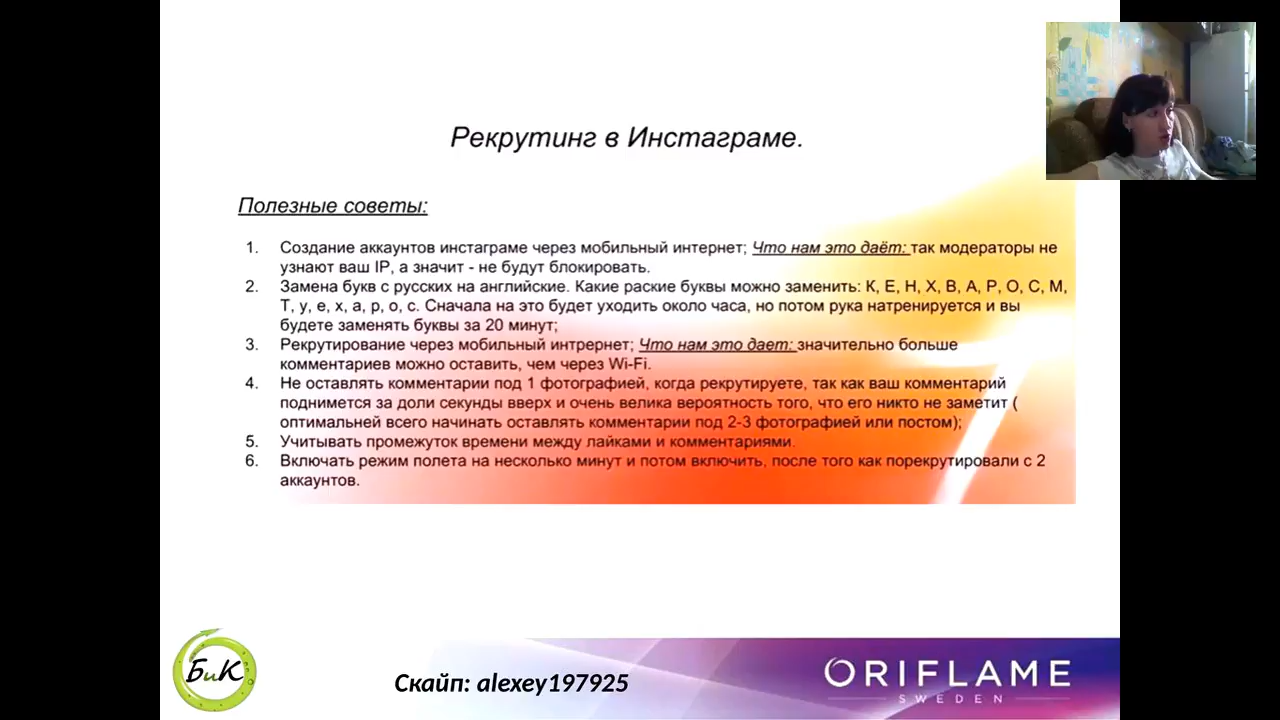 Рекрутинг в Инстаграме.
Полезные советы:
1. Создание аккаунтов инстаграме через мобильный интернет; Что нам это даёт: так модераторы не
узнают ваш IP, а значит - не будут блокировать.
2. Замена букв с русских на английские. Какие раские буквы можно заменить: К, Е, Н, Х, В, А, Р, О, С, М,
Т, у, е, х, а, р, о, с. Сначала на это будет уходить около часа, но потом рука натренируется и вы
будете заменять буквы за 20 минут;
3. Рекрутирование через мобильный интрернет; Что нам это дает: значительно больше
комментариев можно оставить, чем через Wi-Fi.
4. Не оставлять комментарии под 1 фотографией, когда рекрутируете, так как ваш комментарий
поднимется за доли секунды вверх и очень велика вероятность того, что его никто не заметит (
оптимальней всего начинать оставлять комментарии под 2-3 фотографией или постом);
5. Учитывать промежуток времени между лайками и комментариями.
6. Включать режим полета на несколько минут и потом включить, после того как порекрутировали с 2
аккаунтов.
БиК
Скайп: alexey197925
ORIFLAME
SWEDEN